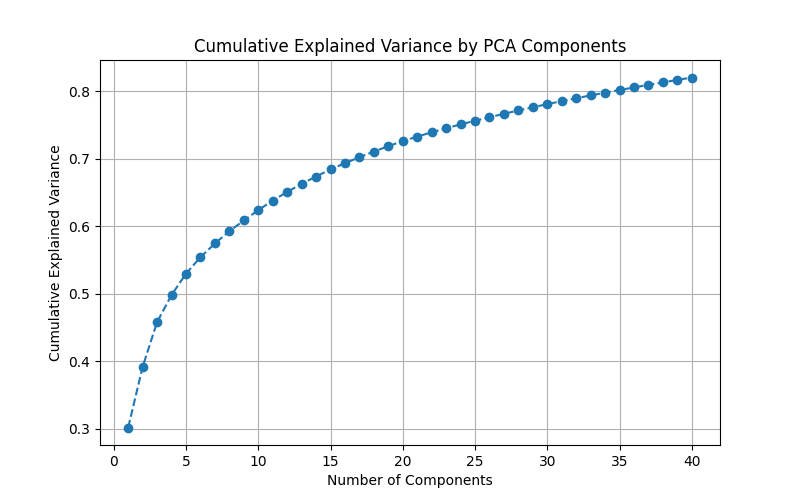 Cumulative Explained Variance by PCA Components
Cumulative Explained Variance
0.8
0.7
0.6
0.5
0.4
0.3
0 5 10 15 20 25 30 35 40
Number of Components